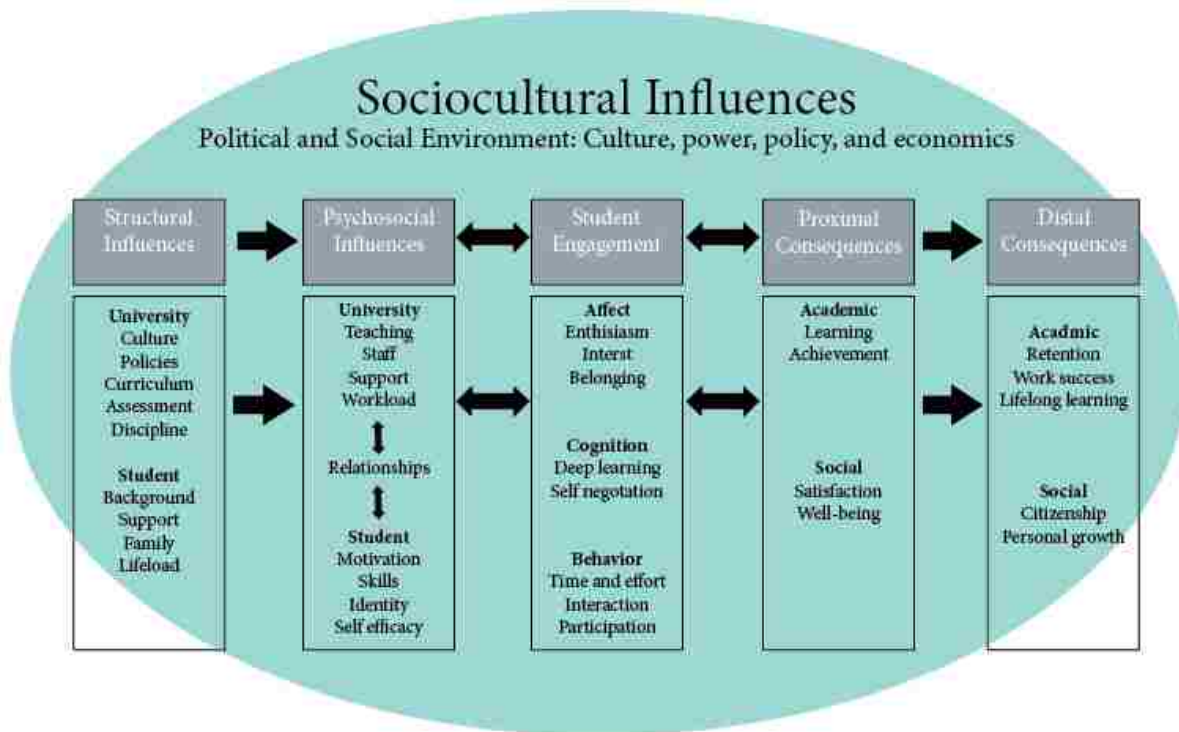 Sociocultural Influences
Political and Social Environment: Culture, power, policy, and economics
Structural
Influences
Psychosocial
Influences
Student
Engagement
Proximal
Consequences
Distal
Consequences
University
Culture
Policies
Curriculum
Assessment
Discipline
Student
Background
Support
Family
Lifeload
University
Teaching
Staff
Support
Workload
Relationships
Student
Motivation
Skills
Identity
Self efficacy
Affect
Enthisiasm
Interst
Belonging
Cognition
Deep learning
Self negotation
Behavior
Time and effort
Interaction
Participation
Academic
Learning
Achievement
Social
Satisfaction
Well-being
Acadmic
Retention
Work success
Lifelong learning
Social
Citizenship
Personal growth